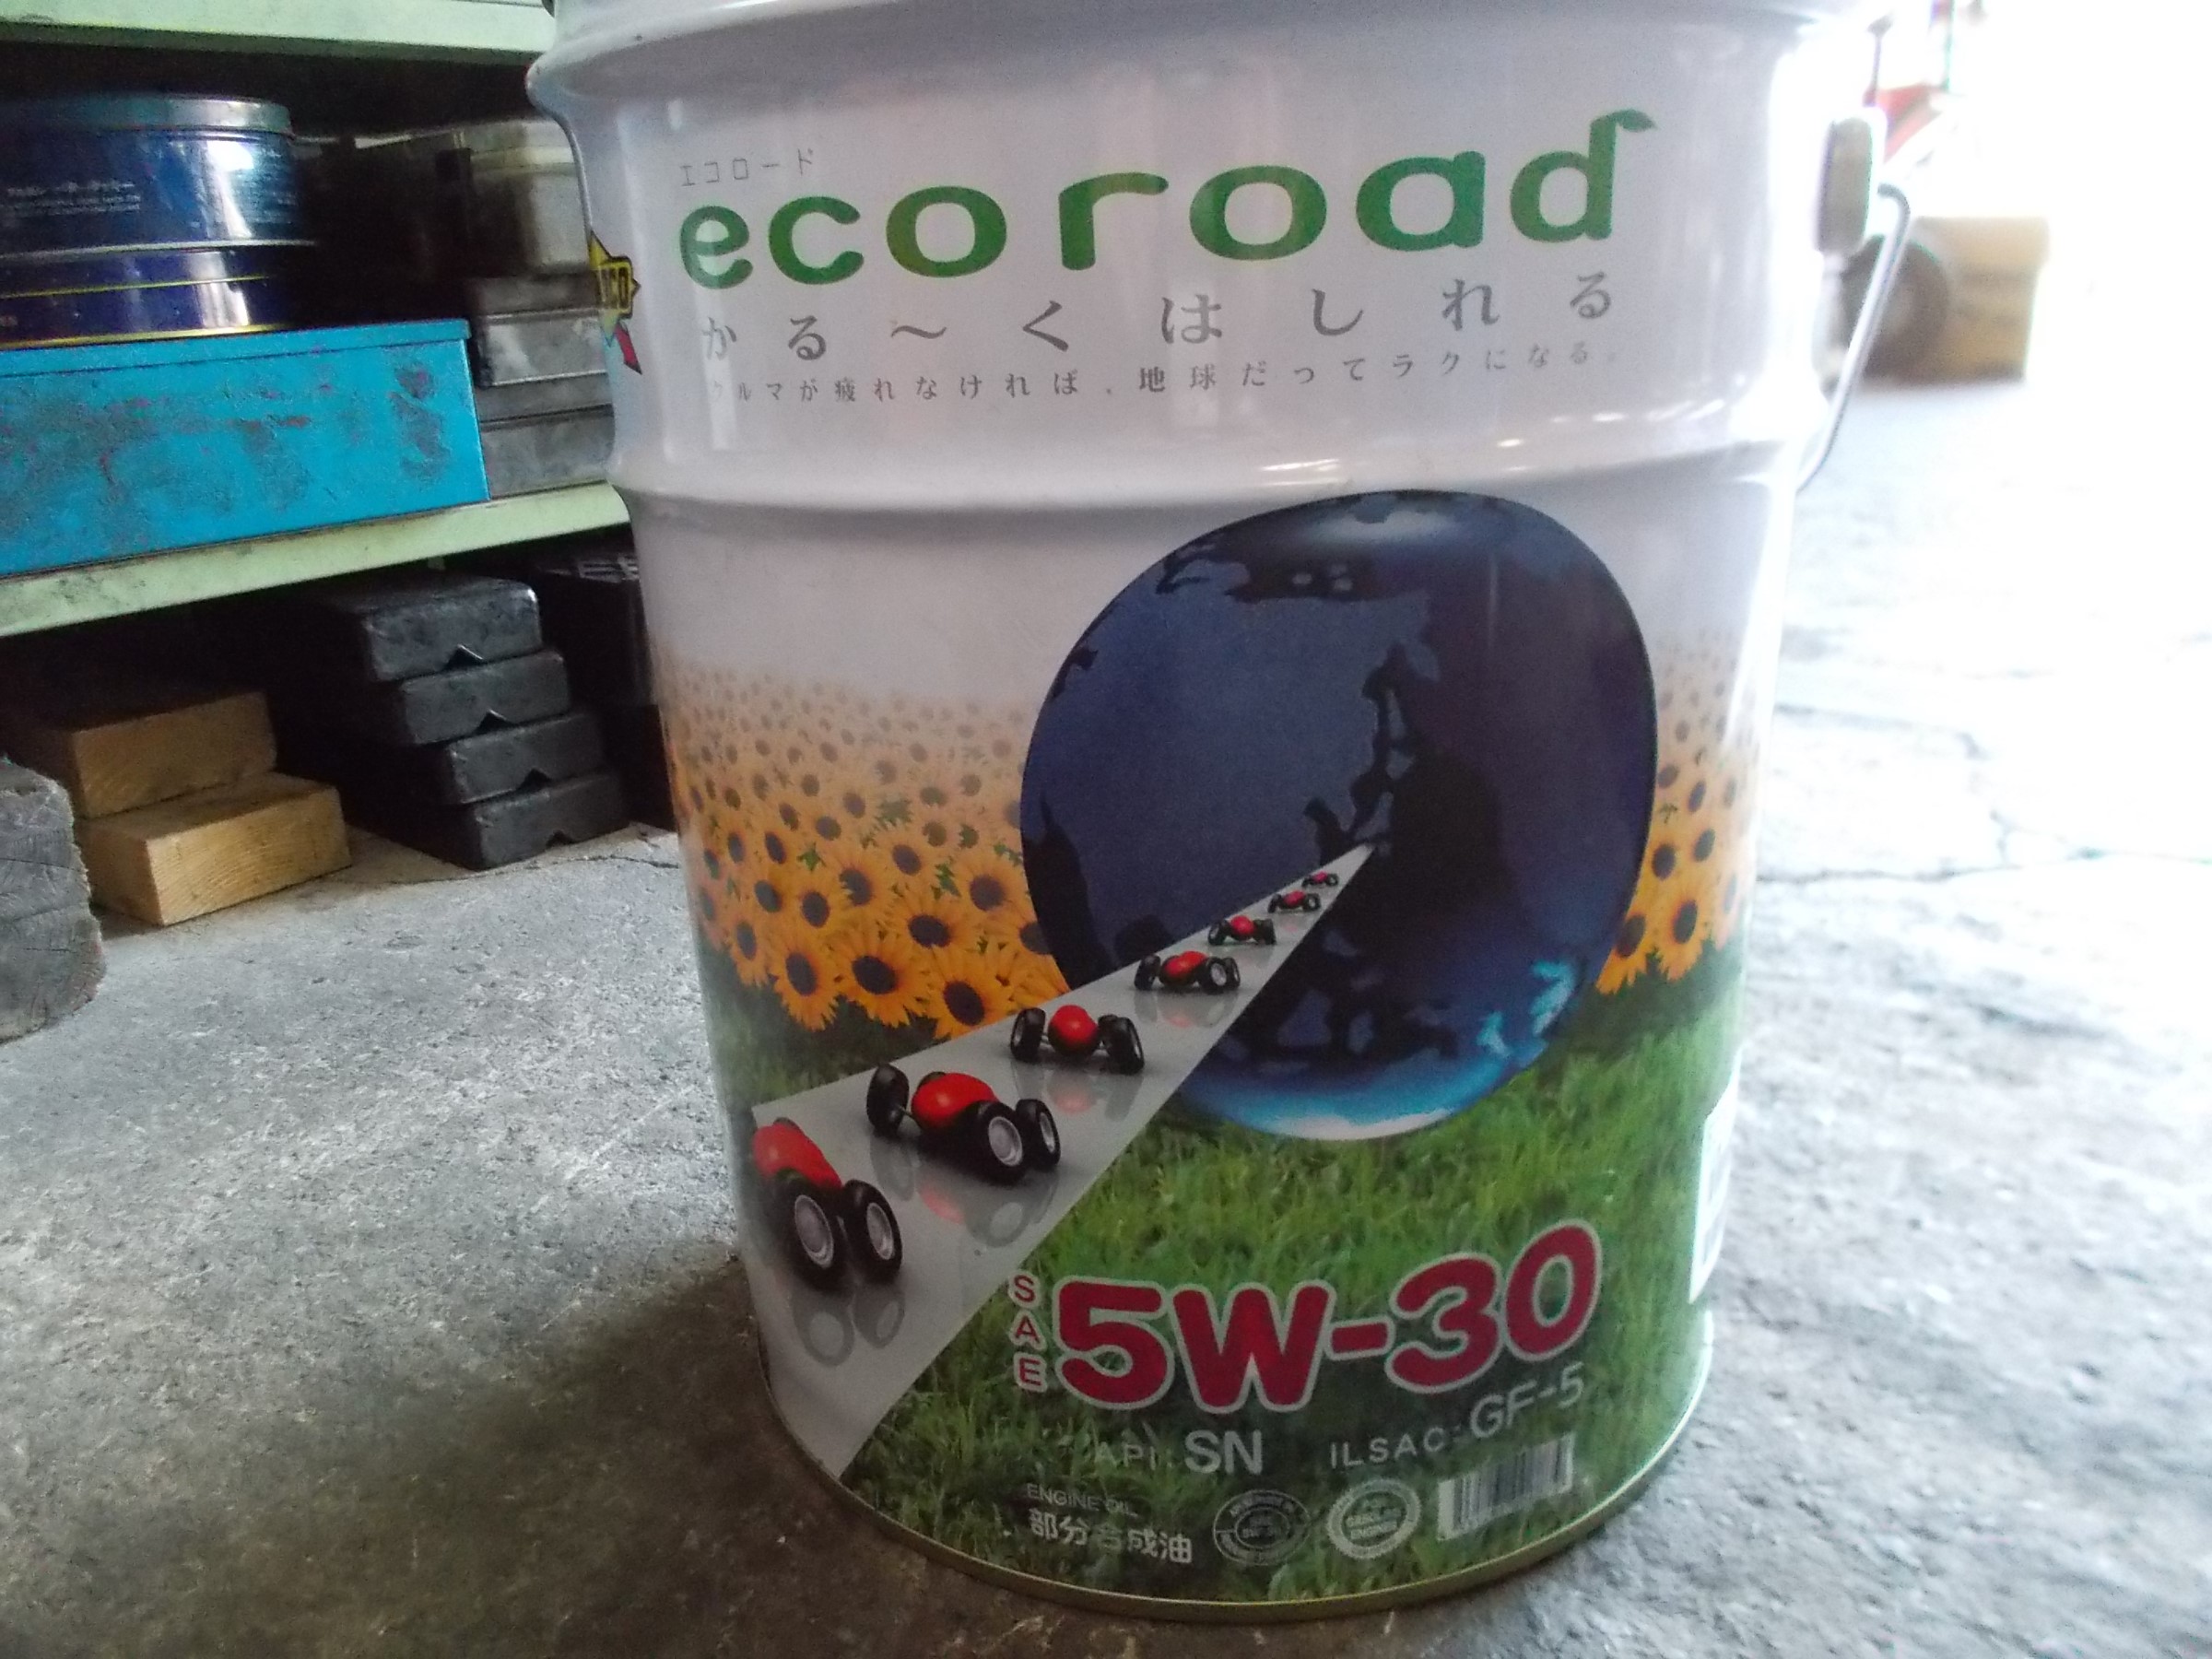 エコロード
ecoroad
かる～くはしれる
クルマが疲れなければ、地球だってラクになる。
SAE 5W-30
API: SN ILSAC: GF-5
ENGINE OIL
部分合成油